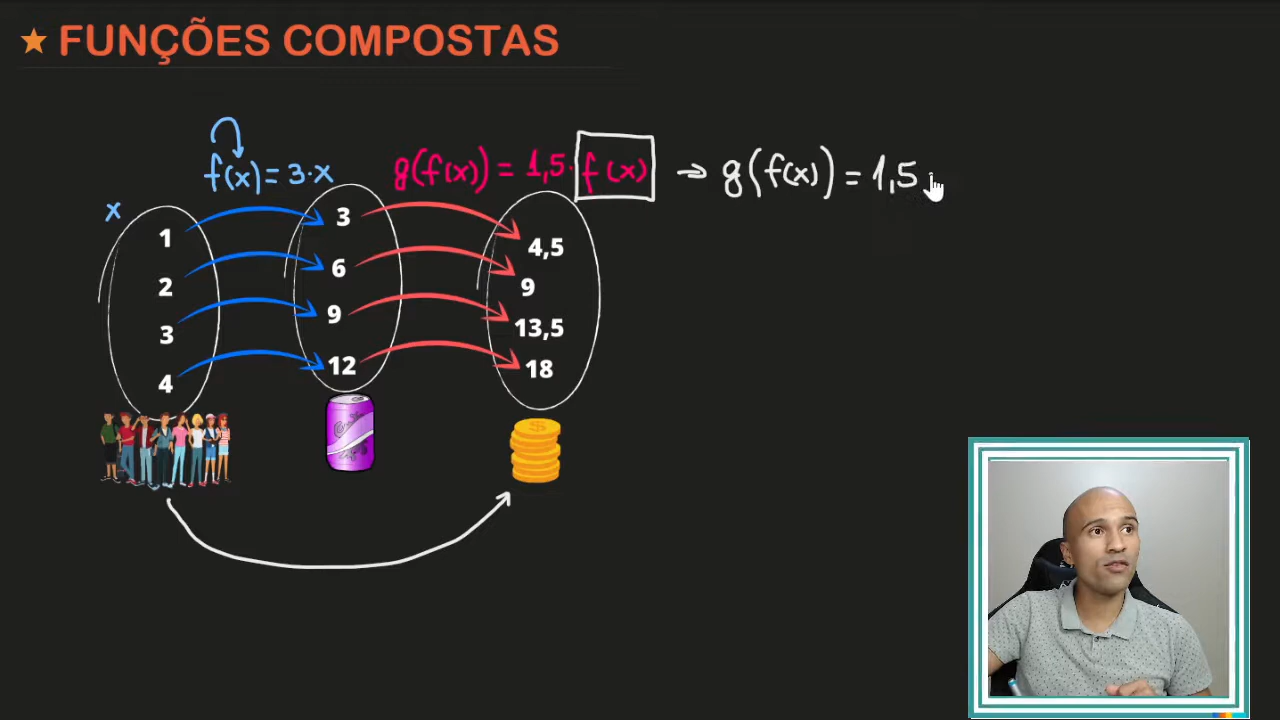 FUNÇÕES COMPOSTAS
f(x) = 3·x
g(f(x)) = 1,5· f(x) → g(f(x)) = 1,5 ·
x
1 3 4,5
2 6 9
3 9 13,5
4 12 18
$